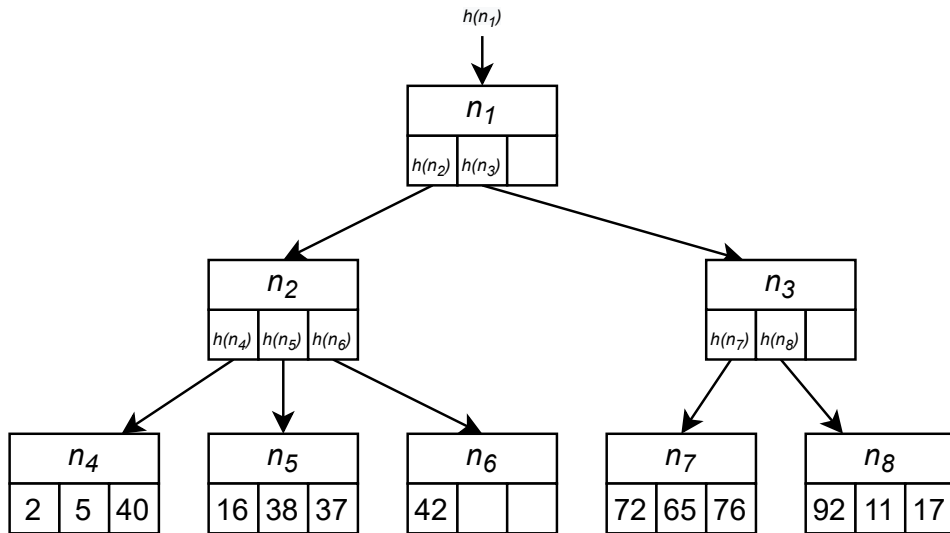 h(n1)
n1
h(n2) h(n3)
n2 n3
h(n4) h(n5) h(n6) h(n7) h(n8)
n4 n5 n6 n7 n8
2 5 40 16 38 37 42 72 65 76 92 11 17